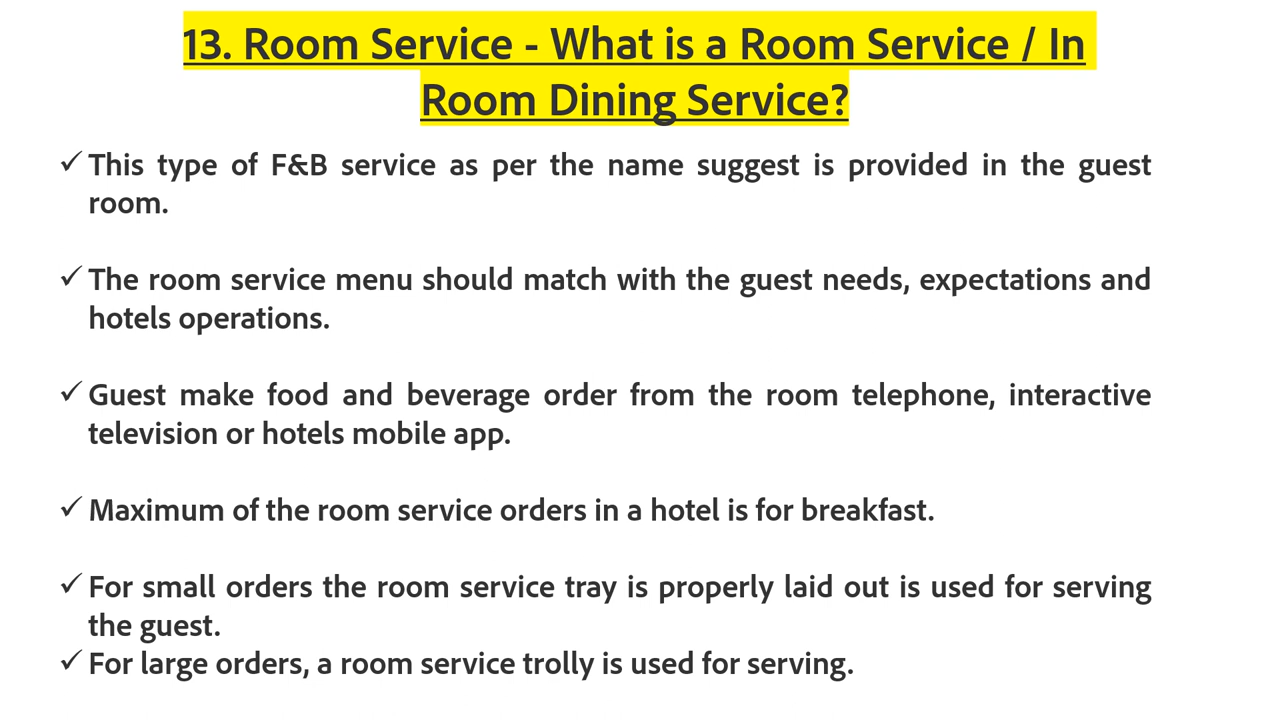 13. Room Service - What is a Room Service / In
Room Dining Service?
✓ This type of F&B service as per the name suggest is provided in the guest
room.
✓ The room service menu should match with the guest needs, expectations and
hotels operations.
✓ Guest make food and beverage order from the room telephone, interactive
television or hotels mobile app.
✓ Maximum of the room service orders in a hotel is for breakfast.
✓ For small orders the room service tray is properly laid out is used for serving
the guest.
✓ For large orders, a room service trolly is used for serving.